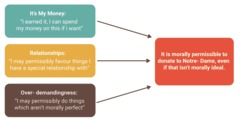 It's My Money:
"I earned it, I can spend
my money on this if I want"
Relationships:
"I may permissibly favour things I
have a special relationship with"
Over- demandingness:
"I may permissibly do things
which aren't morally perfect"
It is morally permissible to
donate to Notre- Dame, even
if that isn't morally ideal.